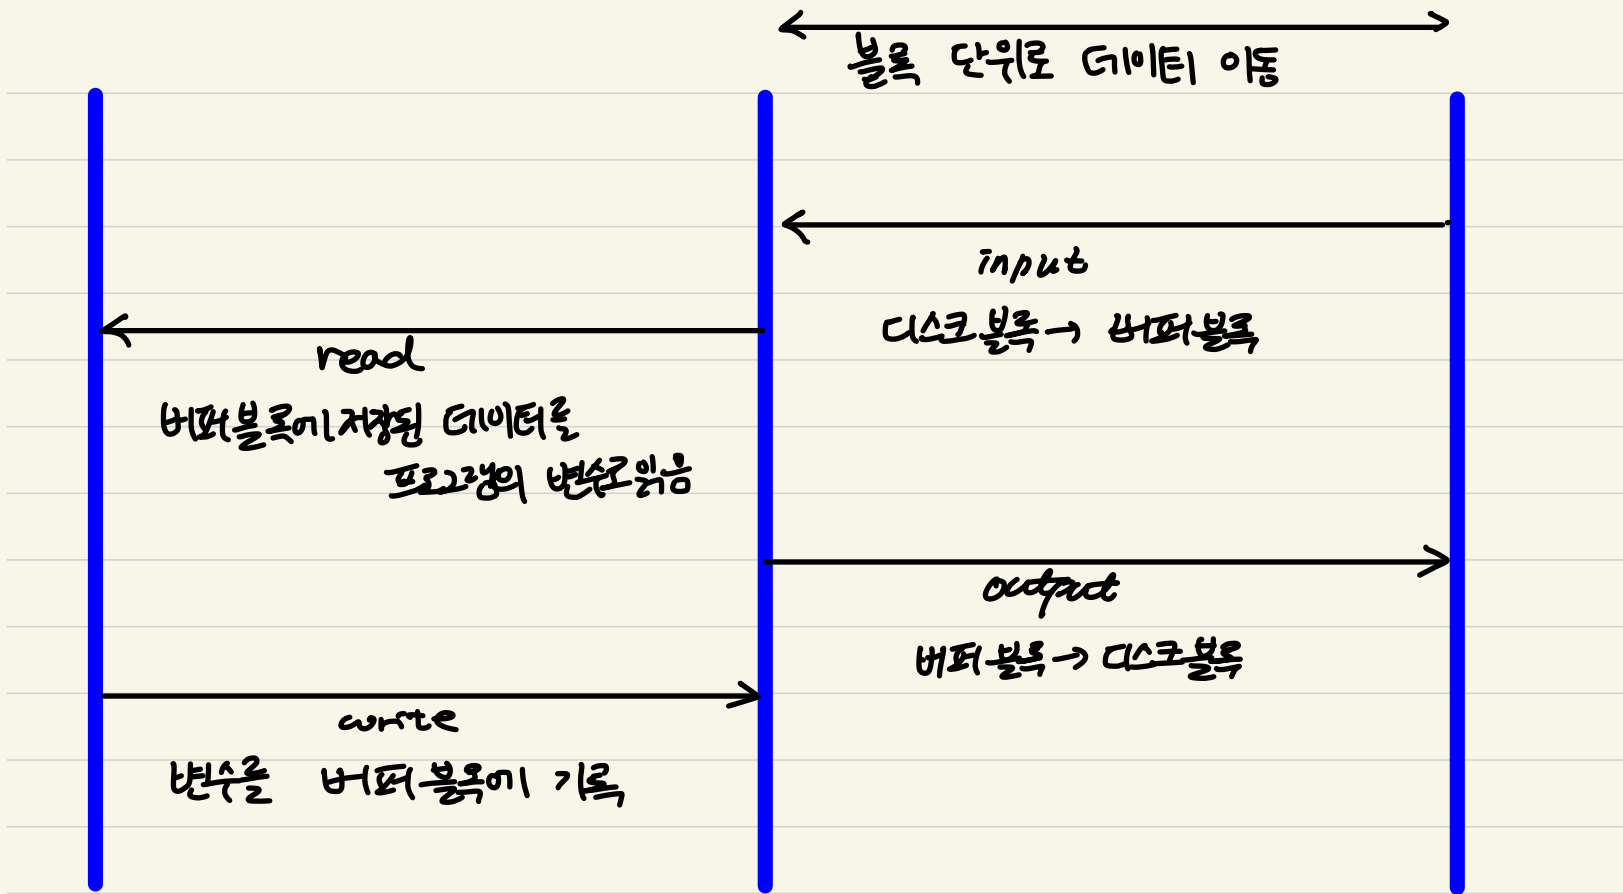 블록 단위로 데이터 이동
input
디스크 블록 → 버퍼 블록
read
버퍼 블록에 저장된 데이터를
프로그램의 변수로 읽음
output
버퍼 블록 → 디스크 블록
write
변수를 버퍼 블록에 기록